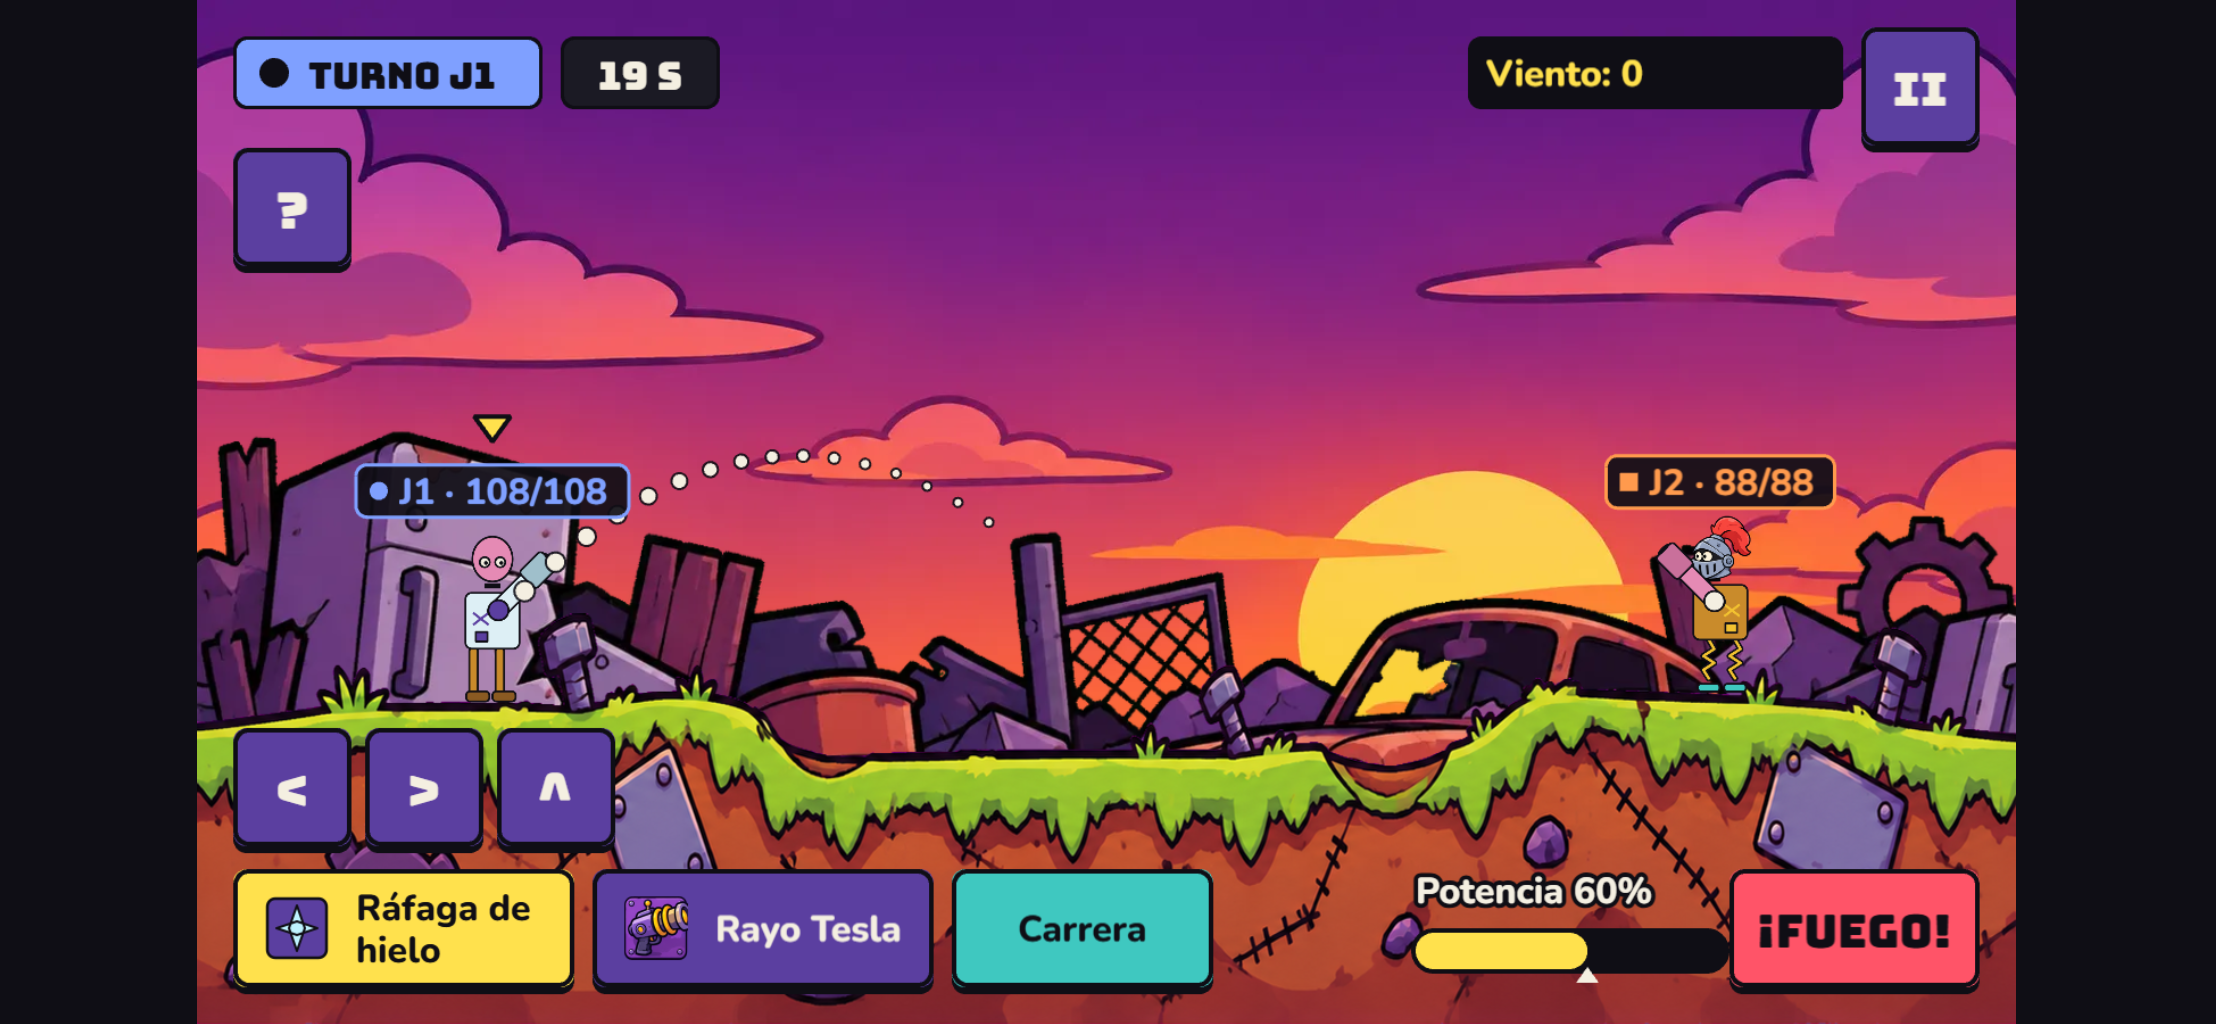 TURNO J1
19 S
Viento: 0
II
?
J1 · 108/108
J2 · 88/88
< > ^
Ráfaga de
hielo
Rayo Tesla
Carrera
Potencia 60%
¡FUEGO!